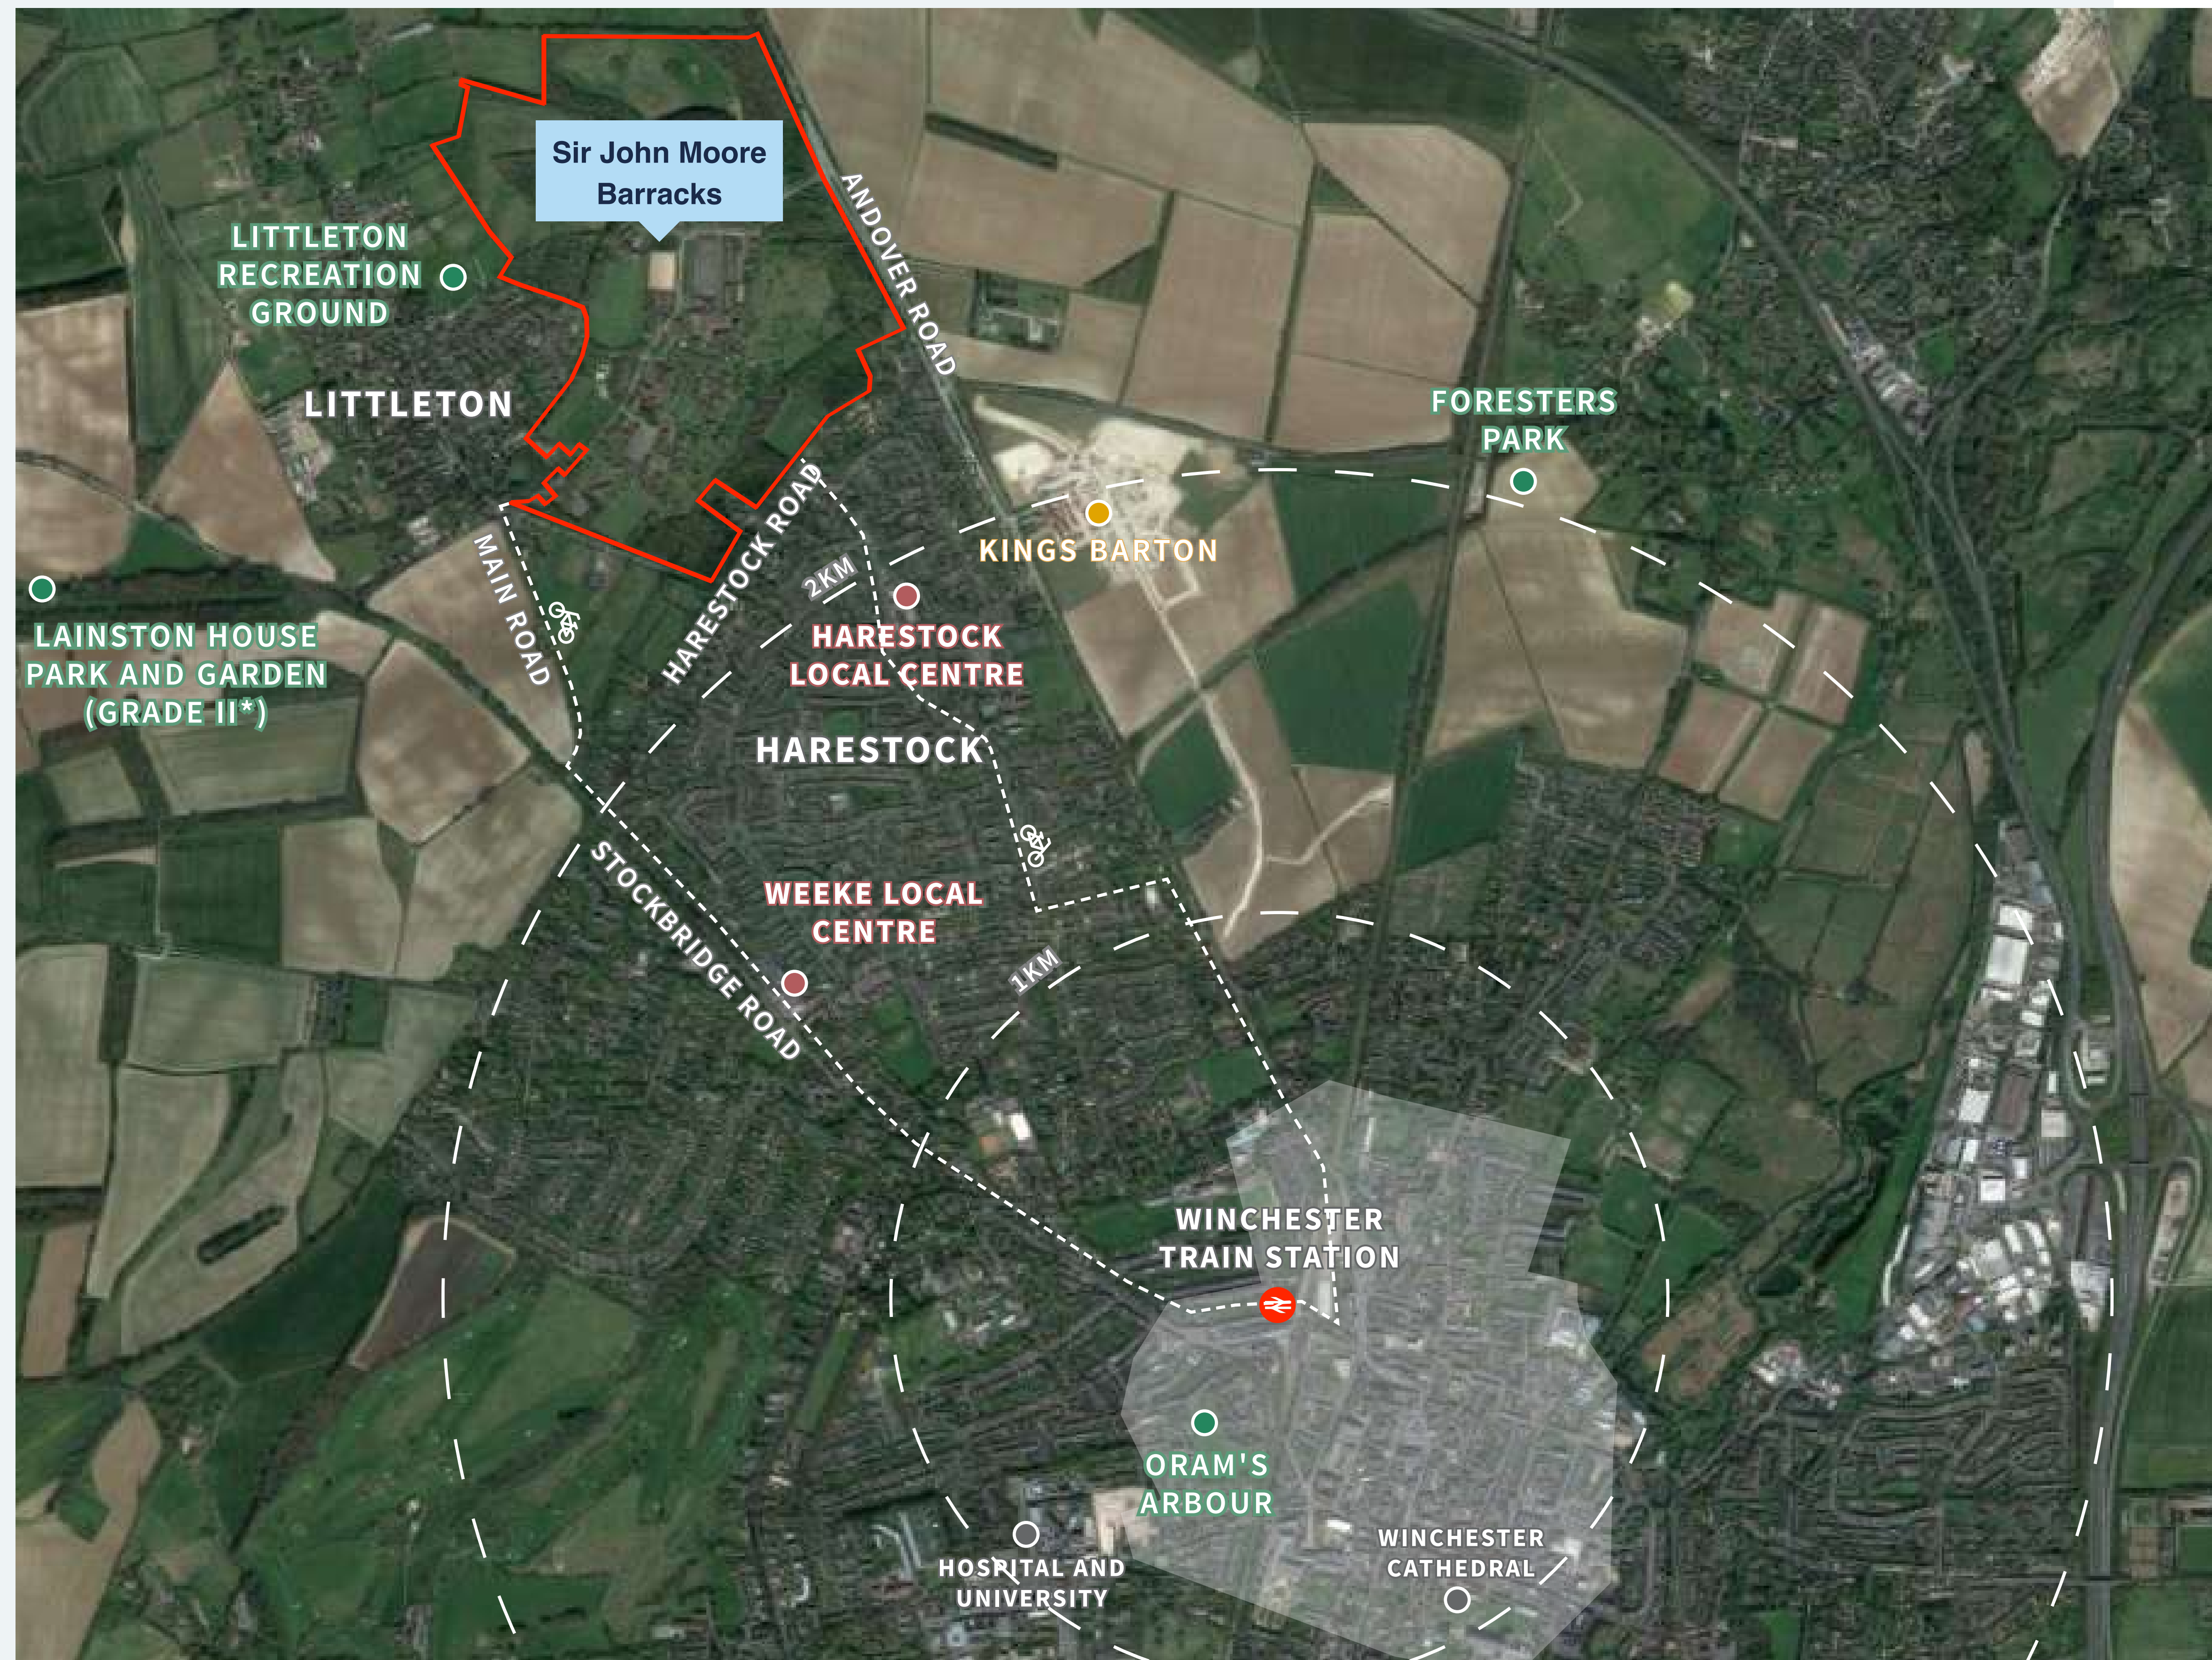 Sir John Moore
Barracks
ANDOVER ROAD
LITTLETON
RECREATION
GROUND
LITTLETON
FORESTERS
PARK
KINGS BARTON
MAIN ROAD
HARESTOCK ROAD
2KM
HARESTOCK
LOCAL CENTRE
LAINSTON HOUSE
PARK AND GARDEN
(GRADE II*)
HARESTOCK
STOCKBRIDGE ROAD
WEEKE LOCAL
CENTRE
1KM
WINCHESTER
TRAIN STATION
ORAM'S
ARBOUR
HOSPITAL AND
UNIVERSITY
WINCHESTER
CATHEDRAL